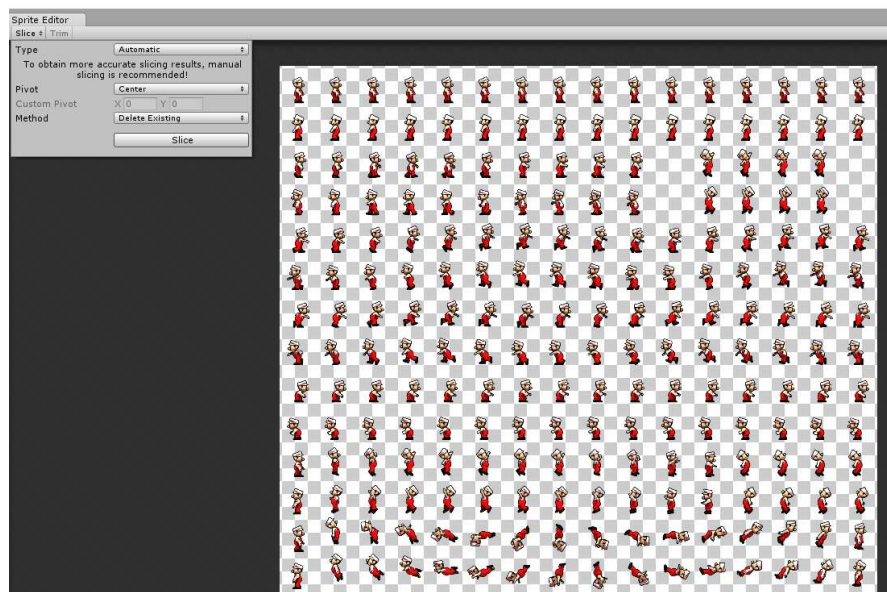 Sprite Editor
Slice Trim
Type Automatic
To obtain more accurate slicing results, manual
slicing is recommended!
Pivot Center
Custom Pivot X 0 Y 0
Method Delete Existing
Slice